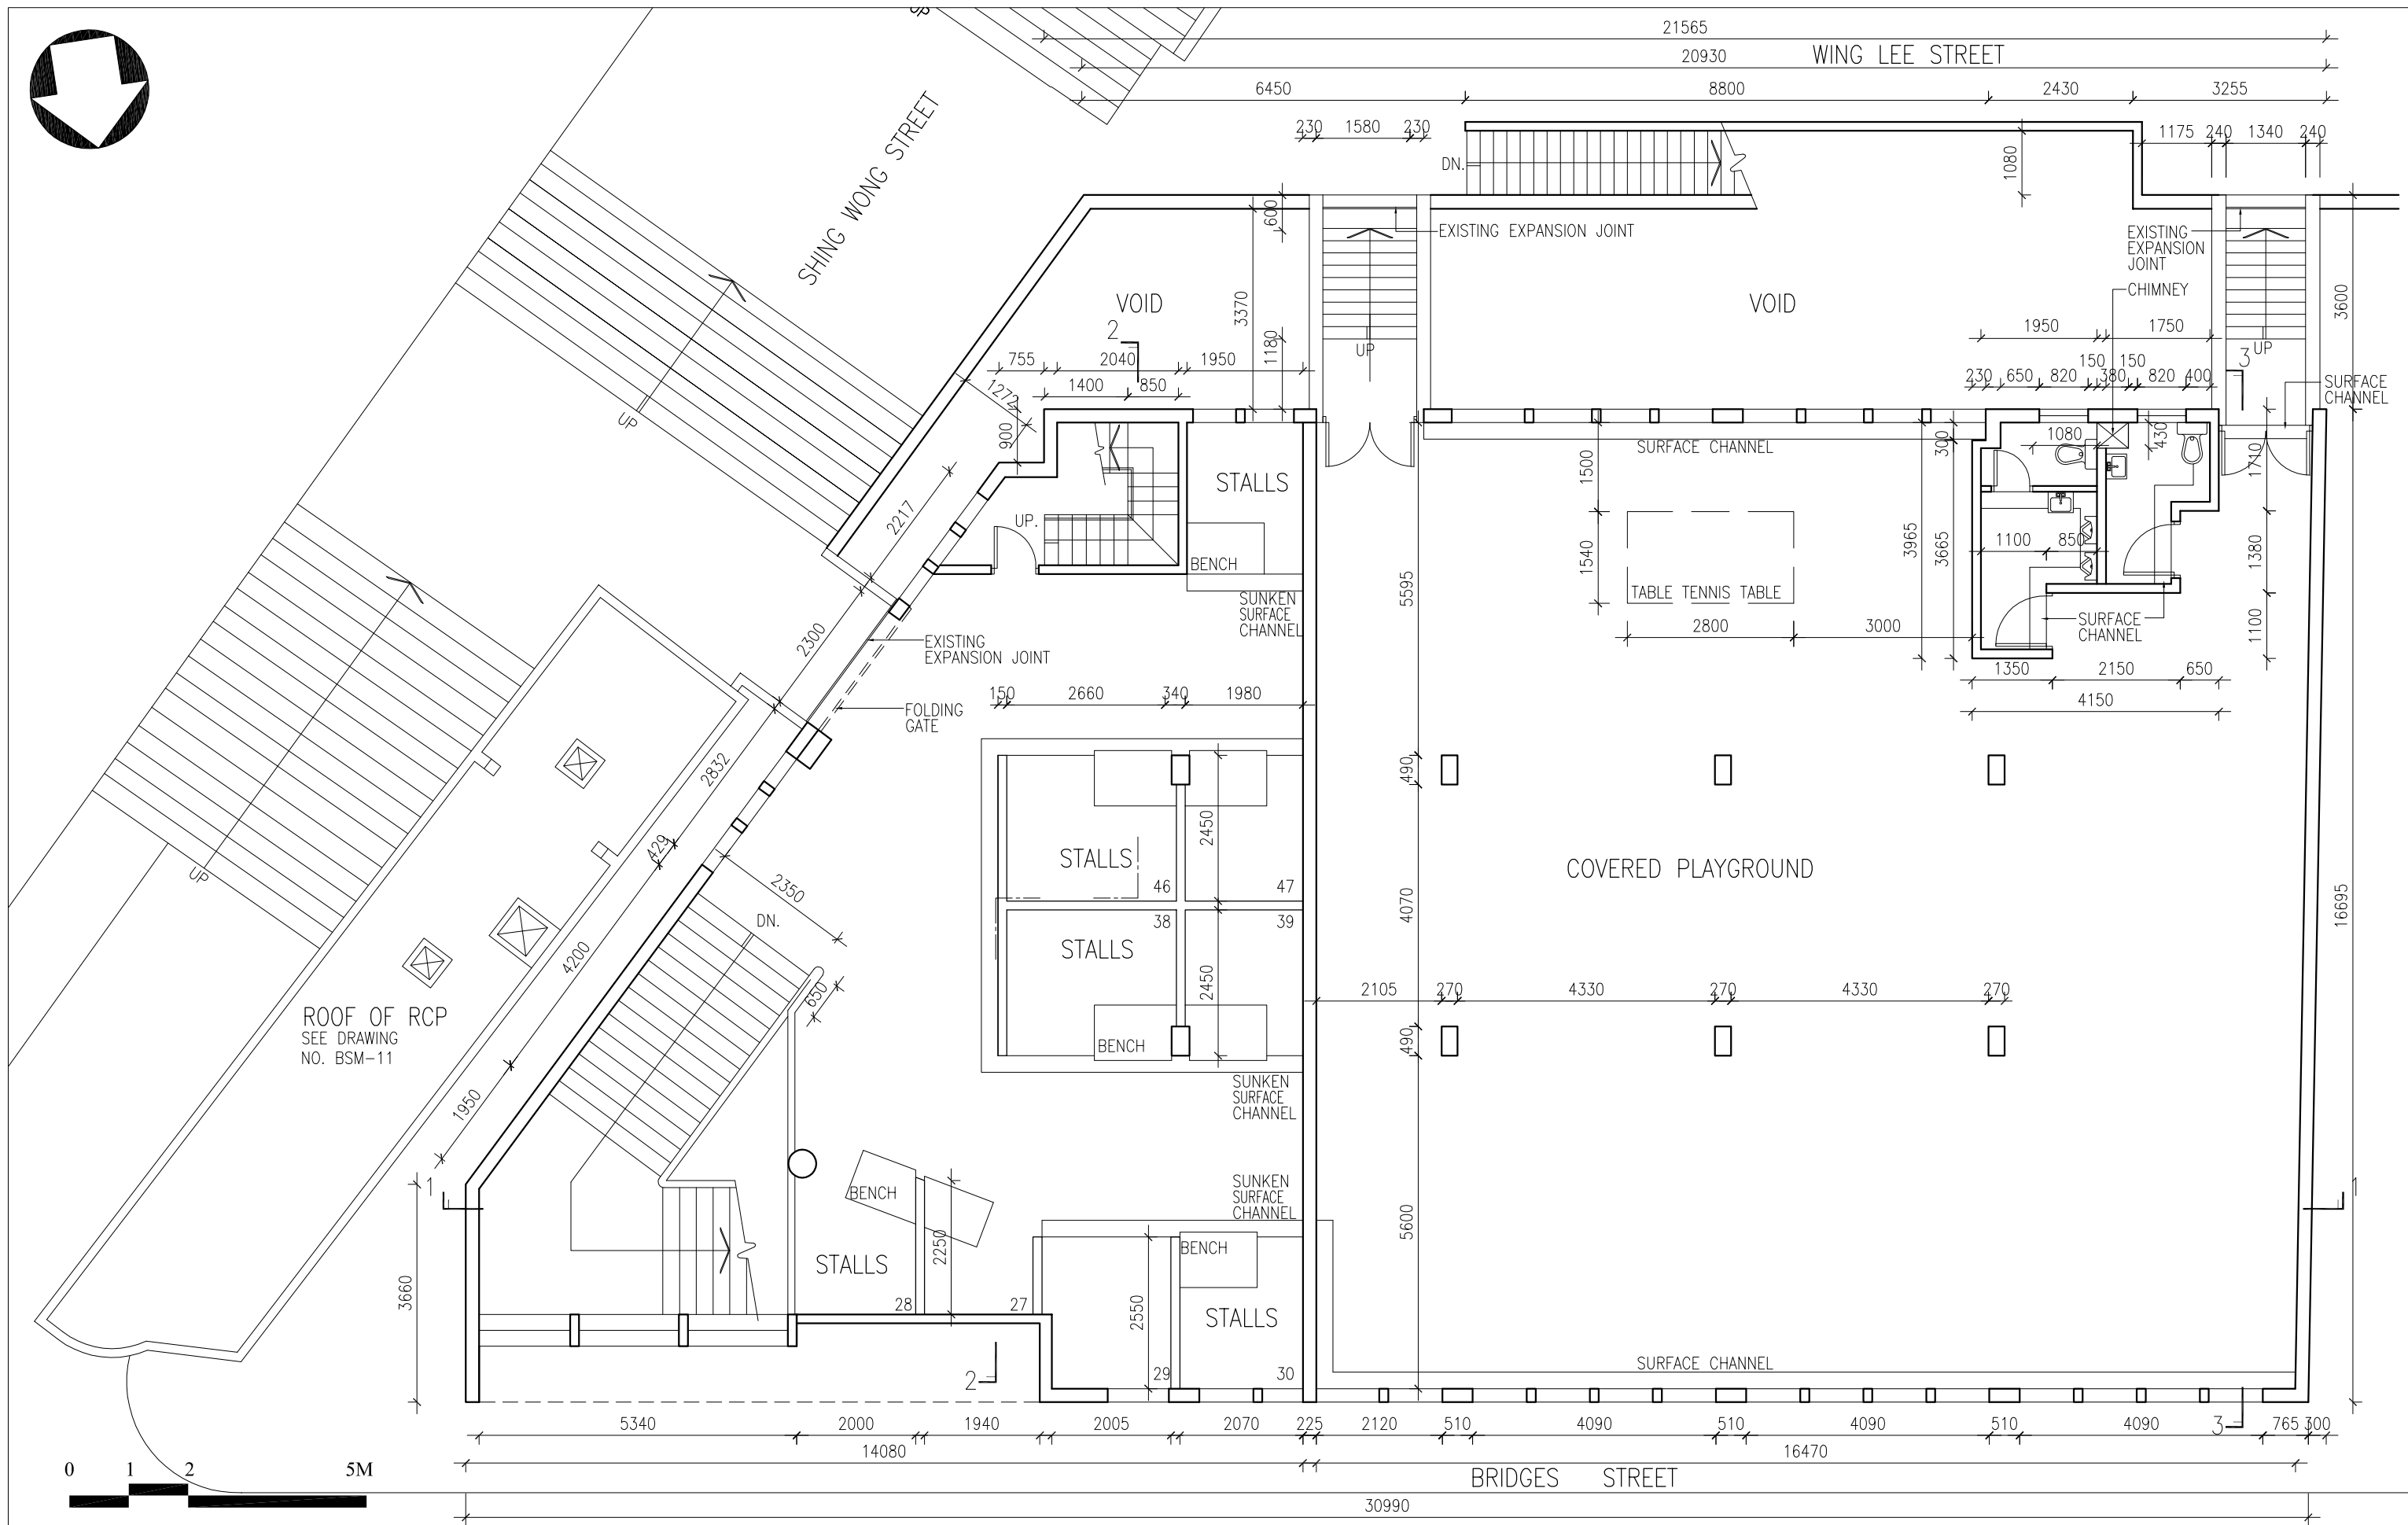 UP
21565
20930
WING LEE STREET
6450
8800
2430
3255
230
1580
230
1175
240
1340
240
SHING WONG STREET
DN.
1080
600
EXISTING EXPANSION JOINT
EXISTING
EXPANSION
JOINT
CHIMNEY
VOID
3370
VOID
3600
2
1180
UP
1950
1750
UP
755
2040
1950
150
150
3
1400
850
230
650
820
380
820
400
SURFACE
CHANNEL
1272
UP
900
SURFACE CHANNEL
300
1080
430
1710
STALLS
1500
2217
UP.
3965
3665
1540
1100
850
1380
BENCH
5595
TABLE TENNIS TABLE
SUNKEN
SURFACE
CHANNEL
SURFACE
CHANNEL
1100
2300
2800
3000
EXISTING
EXPANSION JOINT
1350
2150
650
150
2660
340
1980
4150
FOLDING
GATE
2832
490
2450
429
STALLS
COVERED PLAYGROUND
UP
2350
46
47
4070
16695
DN.
38
39
STALLS
4200
2450
650
2105
270
4330
270
4330
270
ROOF OF RCP
SEE DRAWING
NO. BSM-11
BENCH
490
1950
SUNKEN
SURFACE
CHANNEL
1
SUNKEN
SURFACE
CHANNEL
1
BENCH
5600
2250
BENCH
STALLS
3660
2550
28
27
STALLS
SURFACE CHANNEL
2
29
30
5340
2000
1940
2005
2070
225
2120
510
4090
510
4090
510
4090
3
765
300
14080
16470
0
1
2
5M
BRIDGES STREET
30990